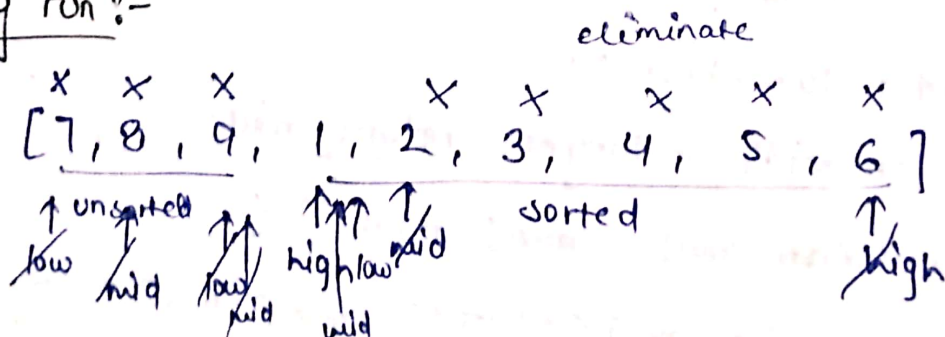 y run :-
eliminate
x x x x x x x x
[7, 8, 9, 1, 2, 3, 4, 5, 6]
unsorted sorted
low mid low mid high low mid high
mid